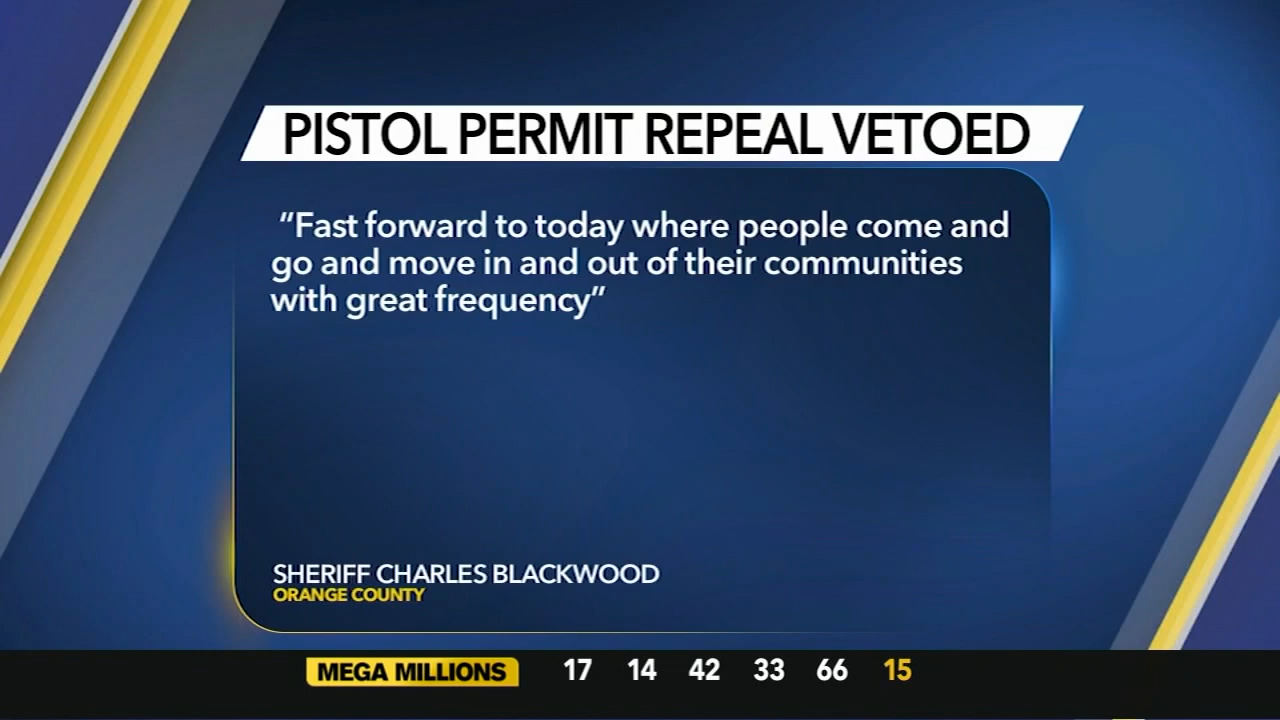 PISTOL PERMIT REPEAL VETOED
“Fast forward to today where people come and
go and move in and out of their communities
with great frequency”
SHERIFF CHARLES BLACKWOOD
ORANGE COUNTY
MEGA MILLIONS 17 14 42 33 66 15